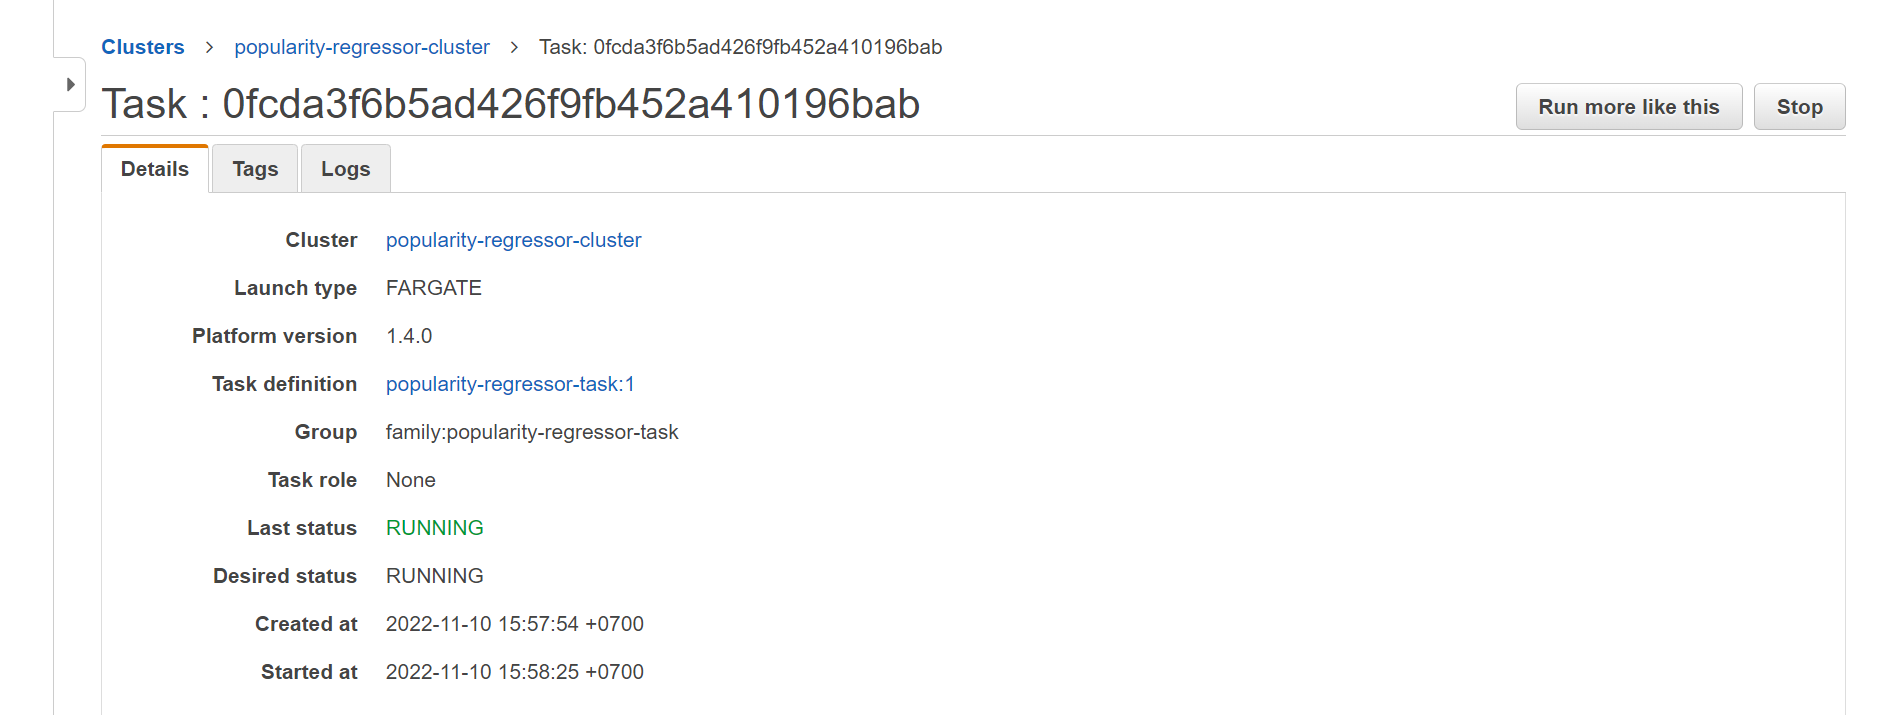 Clusters > popularity-regressor-cluster > Task: 0fcda3f6b5ad426f9fb452a410196bab
Task : 0fcda3f6b5ad426f9fb452a410196bab
Run more like this Stop
Details Tags Logs
Cluster popularity-regressor-cluster
Launch type FARGATE
Platform version 1.4.0
Task definition popularity-regressor-task:1
Group family:popularity-regressor-task
Task role None
Last status RUNNING
Desired status RUNNING
Created at 2022-11-10 15:57:54 +0700
Started at 2022-11-10 15:58:25 +0700